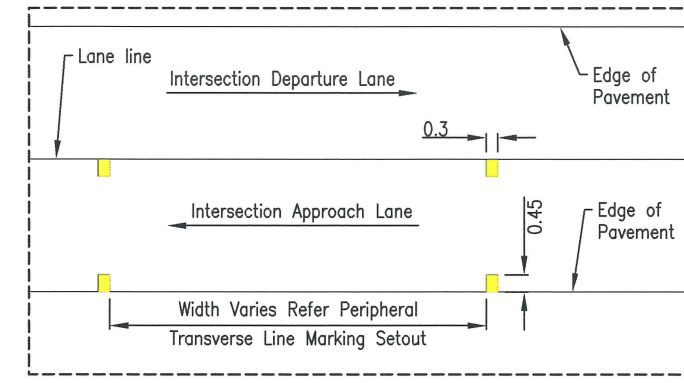 Lane line
Intersection Departure Lane
Edge of
Pavement
0.3
Intersection Approach Lane
0.45
Edge of
Pavement
Width Varies Refer Peripheral
Transverse Line Marking Setout